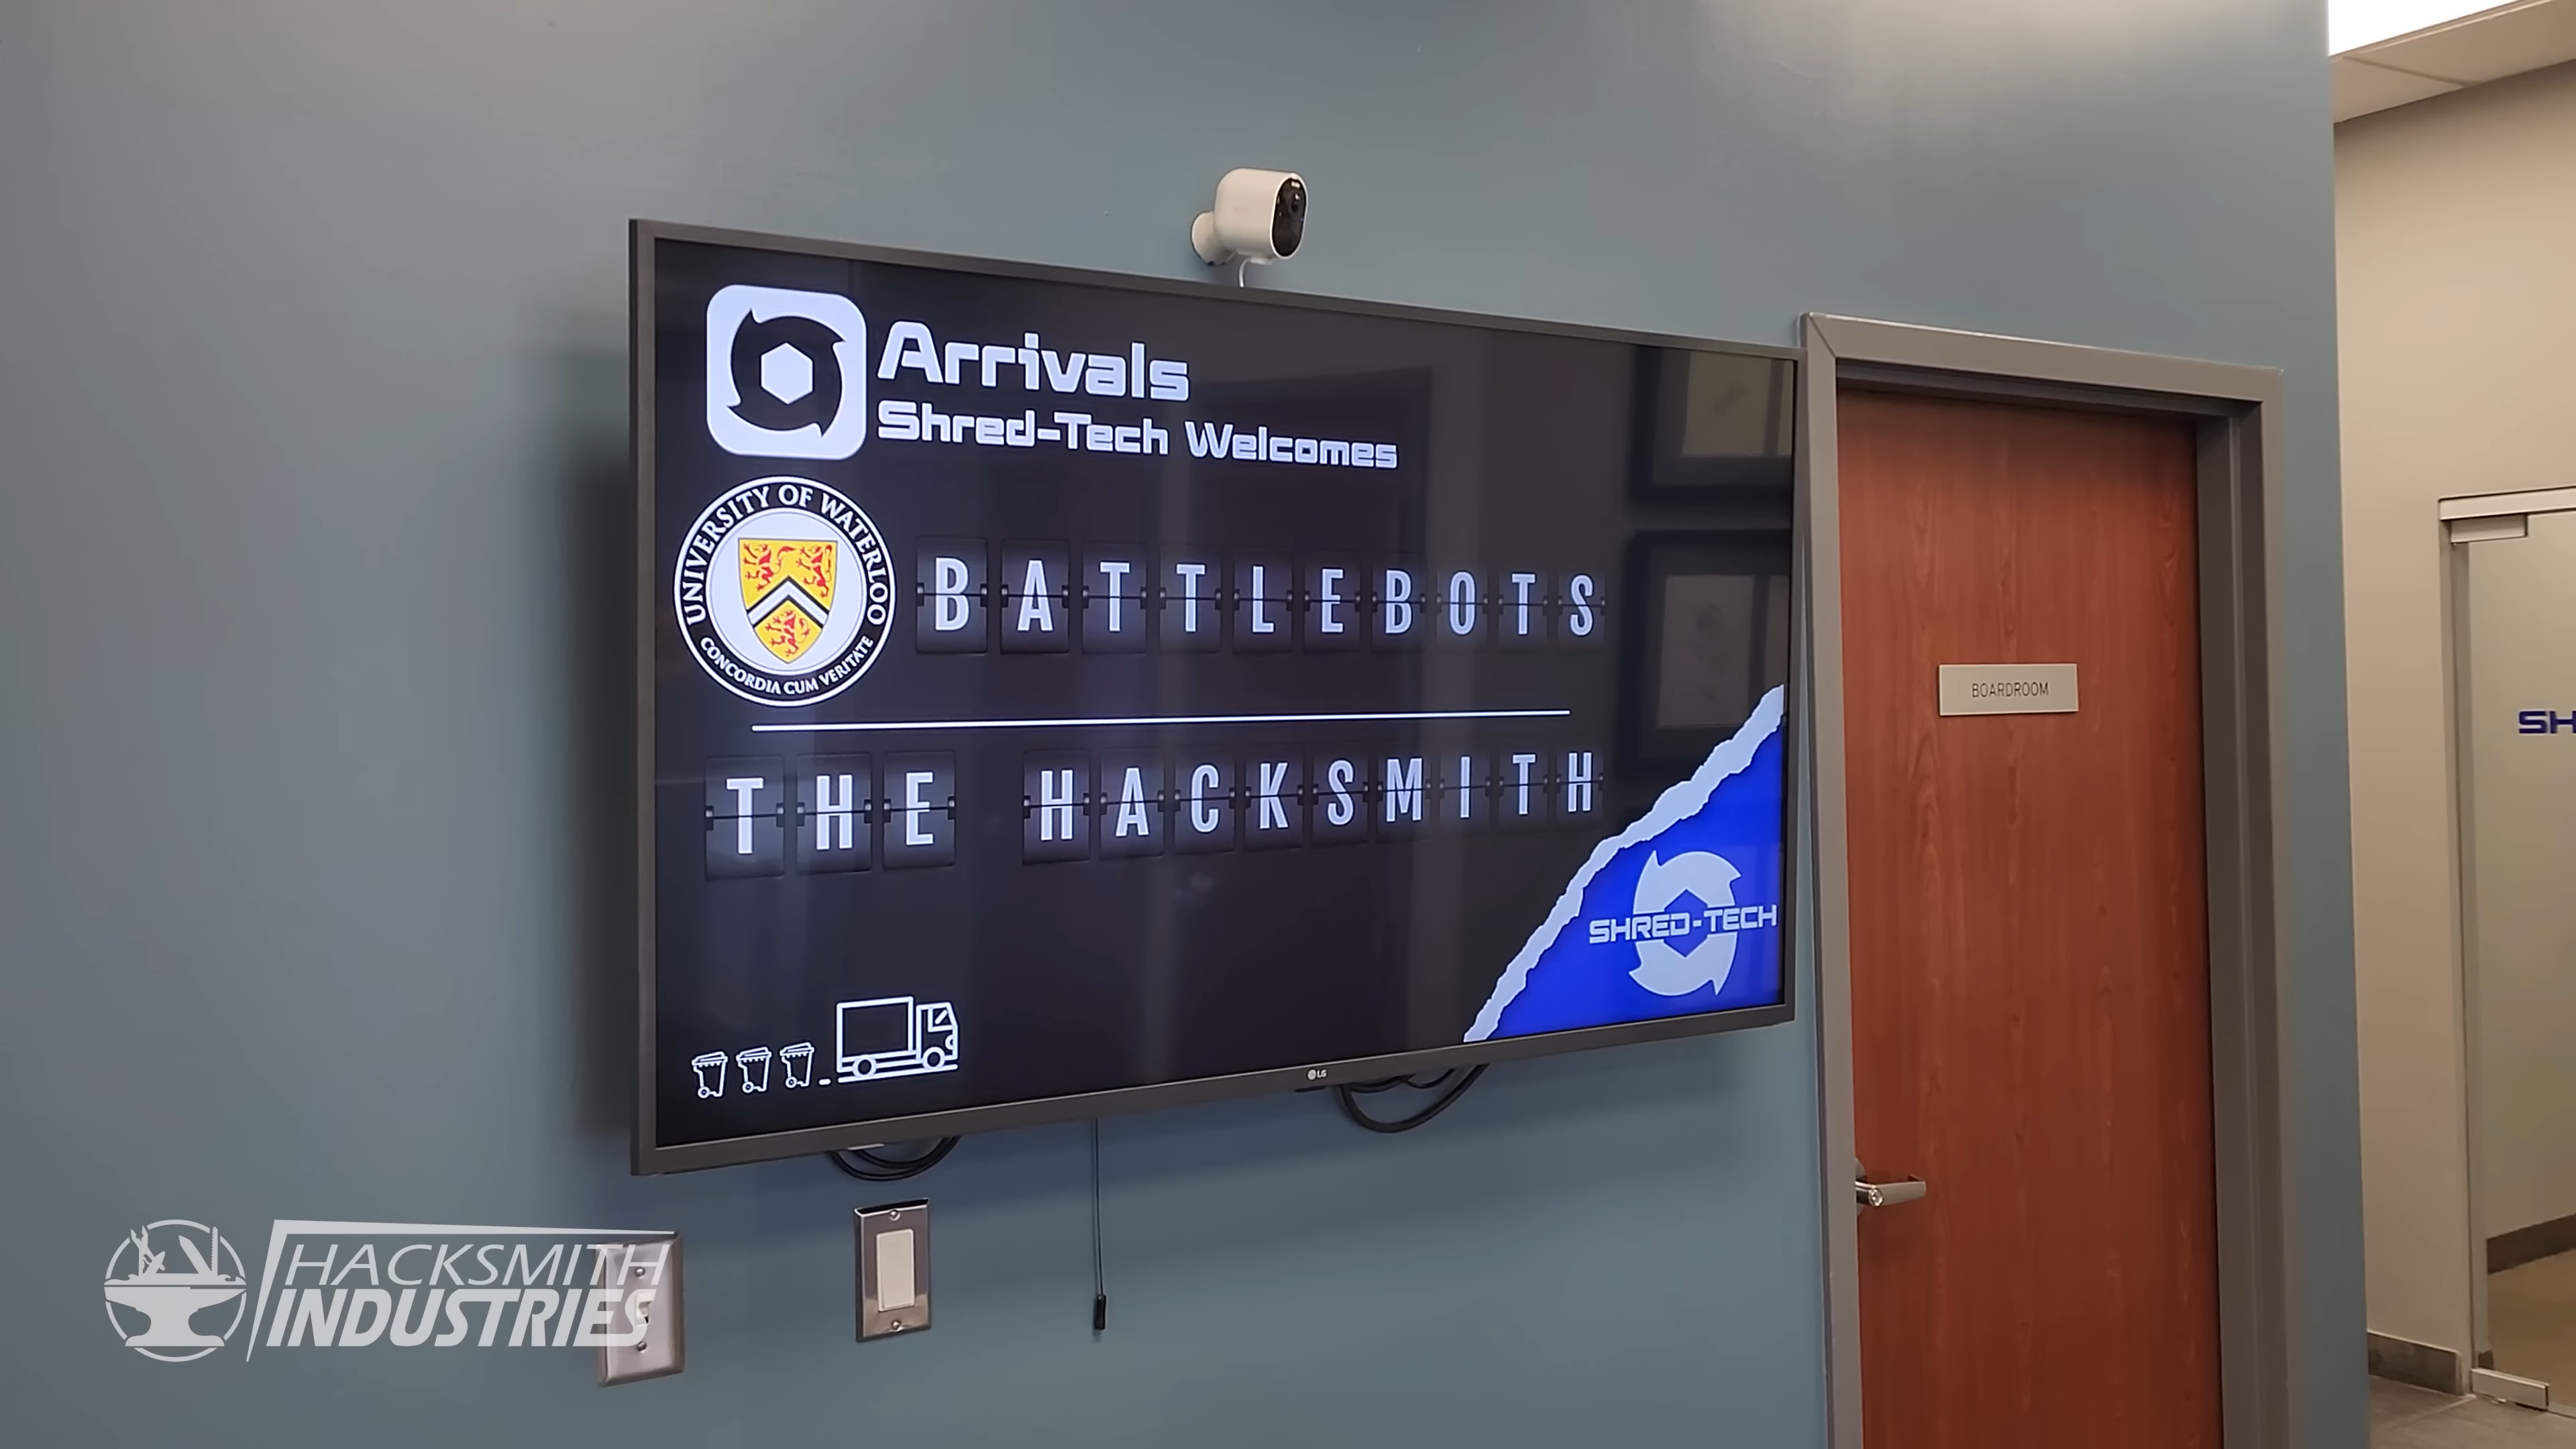 Arrivals
Shred-Tech Welcomes
UNIVERSITY OF WATERLOO
CONCORDIA CUM VERITATE
BATTLEBOTS
THE HACKSMITH
SHRED-TECH
LG
BOARDROOM
SH
HACKSMITH
INDUSTRIES